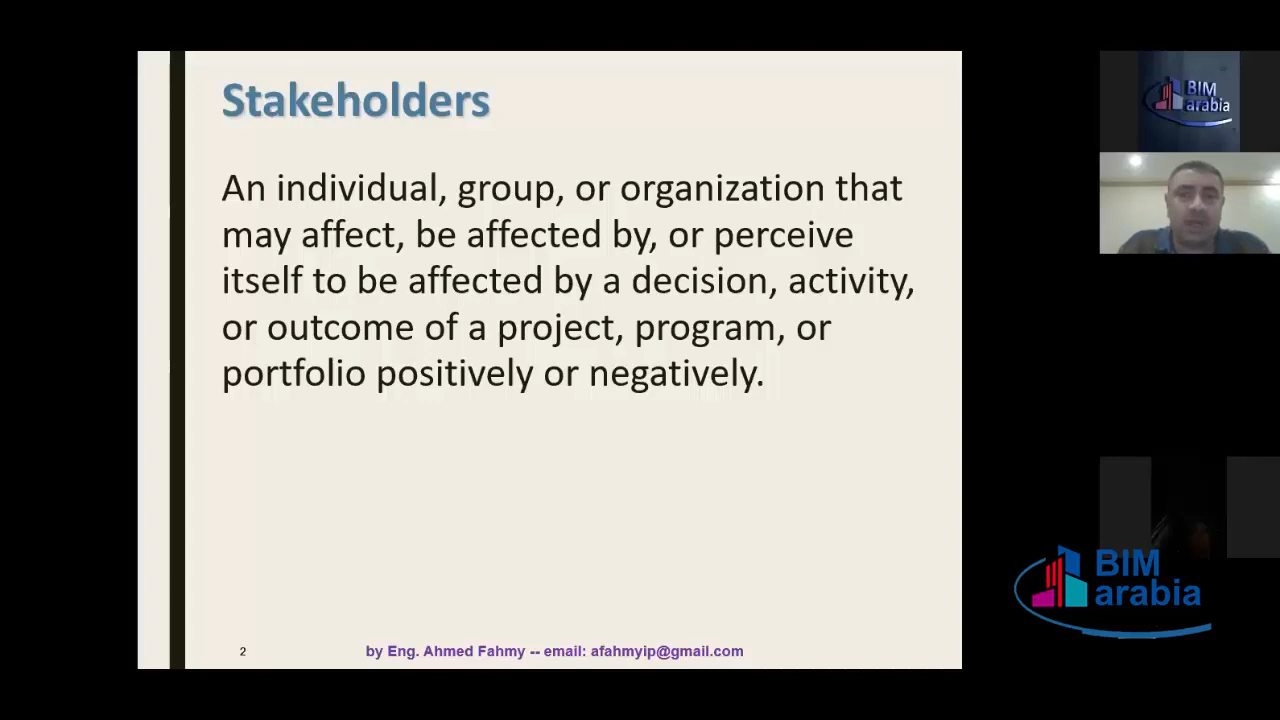 Stakeholders
An individual, group, or organization that
may affect, be affected by, or perceive
itself to be affected by a decision, activity,
or outcome of a project, program, or
portfolio positively or negatively.
2
by Eng. Ahmed Fahmy -- email: afahmyip@gmail.com
BIM
arabia
BIM
arabia